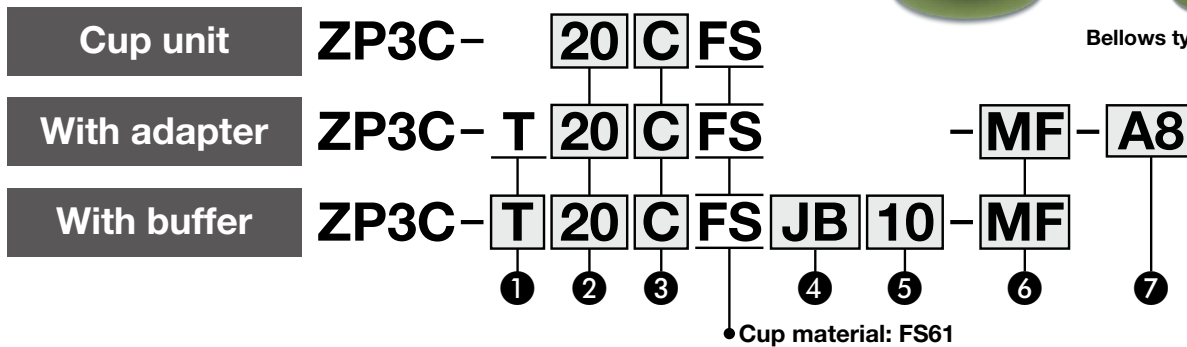 Cup unit ZP3C- 20 C FS
Bellows ty
With adapter ZP3C- T 20 C FS - MF - A8
With buffer ZP3C- T 20 C FS JB 10 - MF
1 2 3 4 5 6 7
Cup material: FS61